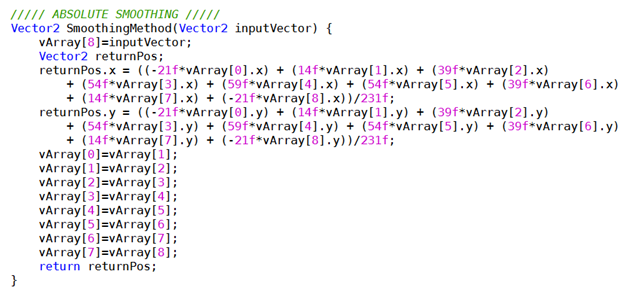 ///// ABSOLUTE SMOOTHING /////
Vector2 SmoothingMethod(Vector2 inputVector) {
    vArray[8]=inputVector;
    Vector2 returnPos;
    returnPos.x = ((-21f*vArray[0].x) + (14f*vArray[1].x) + (39f*vArray[2].x)
        + (54f*vArray[3].x) + (59f*vArray[4].x) + (54f*vArray[5].x) + (39f*vArray[6].x)
        + (14f*vArray[7].x) + (-21f*vArray[8].x))/231f;
    returnPos.y = ((-21f*vArray[0].y) + (14f*vArray[1].y) + (39f*vArray[2].y)
        + (54f*vArray[3].y) + (59f*vArray[4].y) + (54f*vArray[5].y) + (39f*vArray[6].y)
        + (14f*vArray[7].y) + (-21f*vArray[8].y))/231f;
    vArray[0]=vArray[1];
    vArray[1]=vArray[2];
    vArray[2]=vArray[3];
    vArray[3]=vArray[4];
    vArray[4]=vArray[5];
    vArray[5]=vArray[6];
    vArray[6]=vArray[7];
    vArray[7]=vArray[8];
    return returnPos;
}